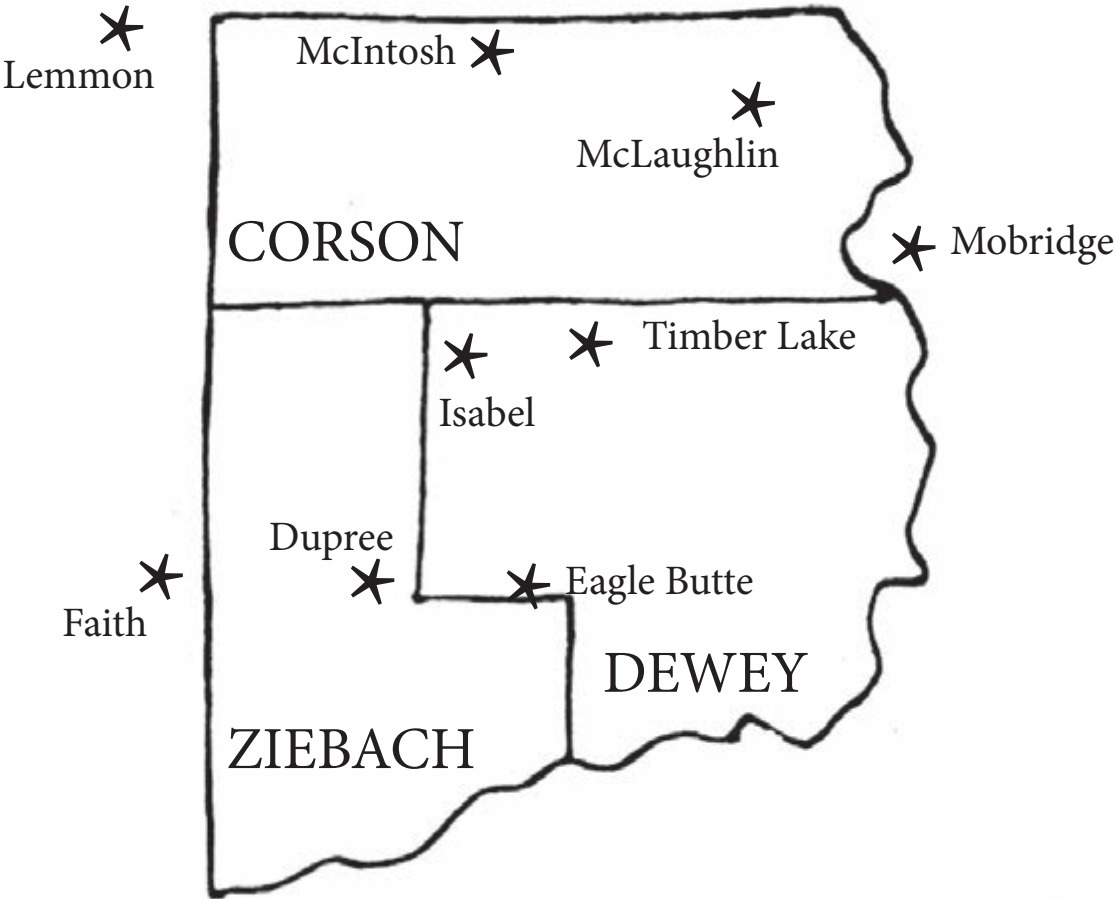 McIntosh
Lemmon
McLaughlin
CORSON
Mobridge
Timber Lake
Isabel
Dupree
Eagle Butte
Faith
DEWEY
ZIEBACH